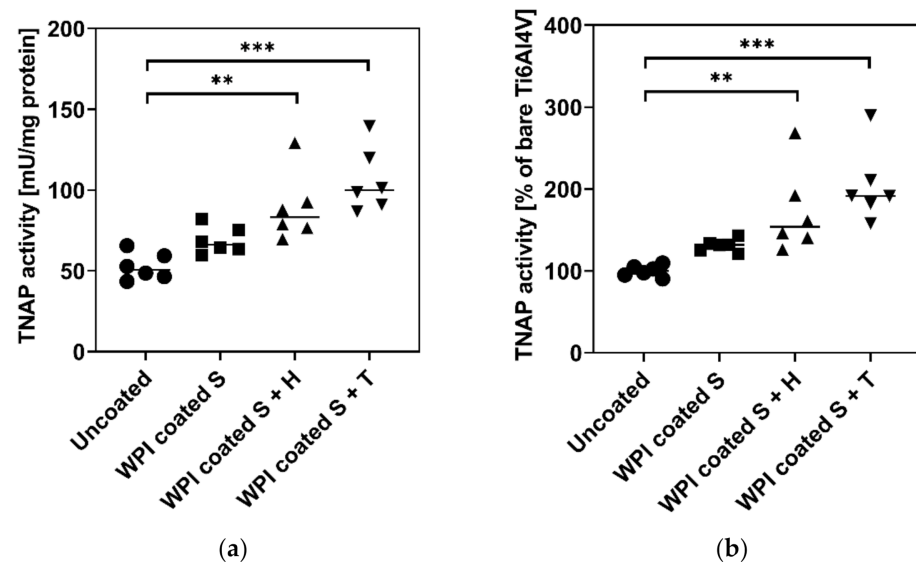 TNAP activity [mU/mg protein]
200
150
100
50
0
***
**
Uncoated
WPI coated S
WPI coated S + H
WPI coated S + T
(a)
TNAP activity [% of bare Ti6Al4V]
400
300
200
100
0
***
**
Uncoated
WPI coated S
WPI coated S + H
WPI coated S + T
(b)